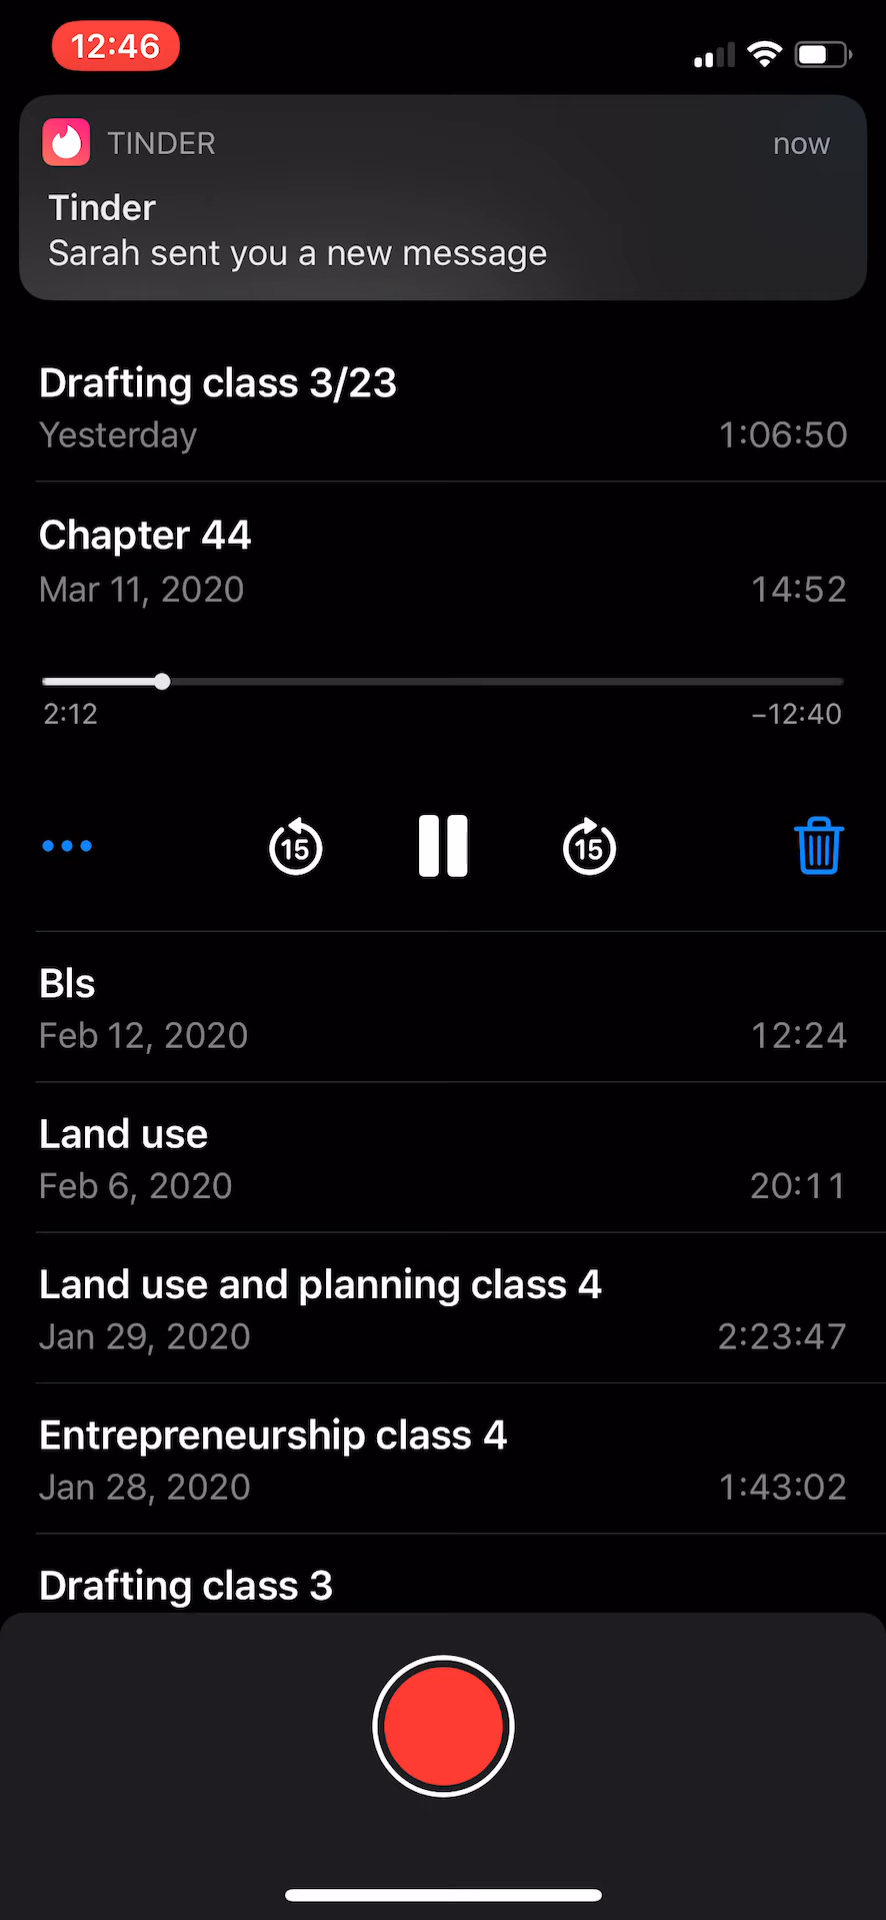 12:46
TINDER
now
Tinder
Sarah sent you a new message
Drafting class 3/23
Yesterday
1:06:50
Chapter 44
Mar 11, 2020
14:52
2:12
–12:40
15
15
Bls
Feb 12, 2020
12:24
Land use
Feb 6, 2020
20:11
Land use and planning class 4
Jan 29, 2020
2:23:47
Entrepreneurship class 4
Jan 28, 2020
1:43:02
Drafting class 3